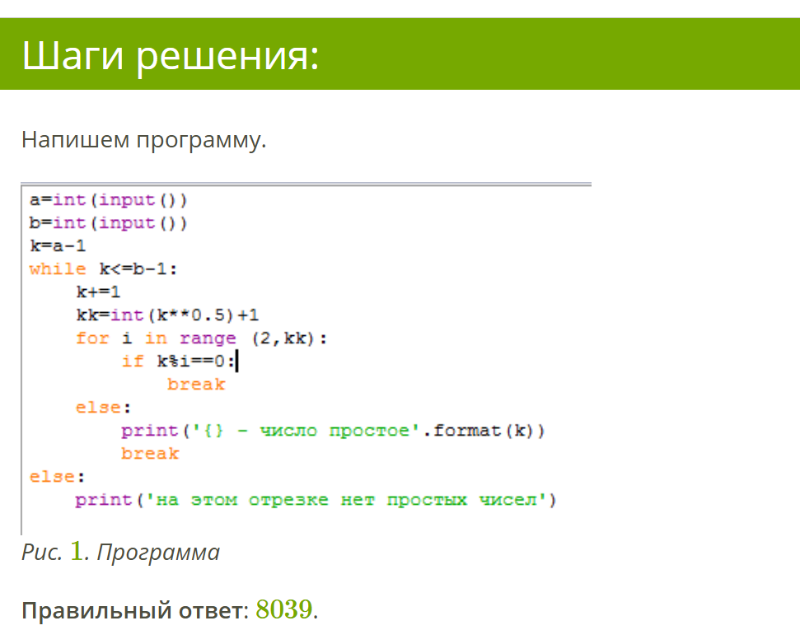 Шаги решения:
Напишем программу.
a=int(input())
b=int(input())
k=a-1
while k<=b-1:
    k+=1
    kk=int(k**0.5)+1
    for i in range (2,kk):
        if k%i==0:
            break
    else:
        print('{} - число простое'.format(k))
        break
else:
    print('на этом отрезке нет простых чисел')
Рис. 1. Программа
Правильный ответ: 8039.